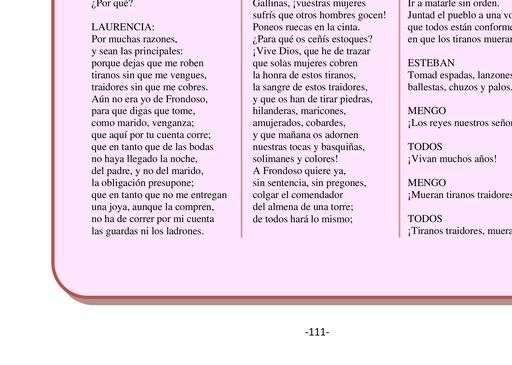 ¿Por qué?
LAURENCIA:
Por muchas razones,
y sean las principales:
porque dejas que me roben
tiranos sin que me vengues,
traidores sin que me cobres.
Aún no era yo de Frondoso,
para que digas que tome,
como marido, venganza;
que aquí por tu cuenta corre;
que en tanto que de las bodas
no haya llegado la noche,
del padre, y no del marido,
la obligación presupone;
que en tanto que no me entregan
una joya, aunque la compren,
no ha de correr por mi cuenta
las guardas ni los ladrones.
Gallinas, ¡vuestras mujeres
sufrís que otros hombres gocen!
Poneos ruecas en la cinta.
¿Para qué os ceñís estoques?
¡Vive Dios, que he de trazar
que solas mujeres cobren
la honra de estos tiranos,
la sangre de estos traidores,
y que os han de tirar piedras,
hilanderas, maricones,
amujerados, cobardes,
y que mañana os adornen
nuestras tocas y basquiñas,
solimanes y colores!
A Frondoso quiere ya,
sin sentencia, sin pregones,
colgar el comendador
del almena de una torre;
de todos hará lo mismo;
Ir a matarle sin orden.
Juntad el pueblo a una vo
que todos están conforme
en que los tiranos mueran
ESTEBAN
Tomad espadas, lanzones
ballestas, chuzos y palos.
MENGO
¡Los reyes nuestros seño
TODOS
¡Vivan muchos años!
MENGO
¡Mueran tiranos traidores
TODOS
¡Tiranos traidores, muera
-111-